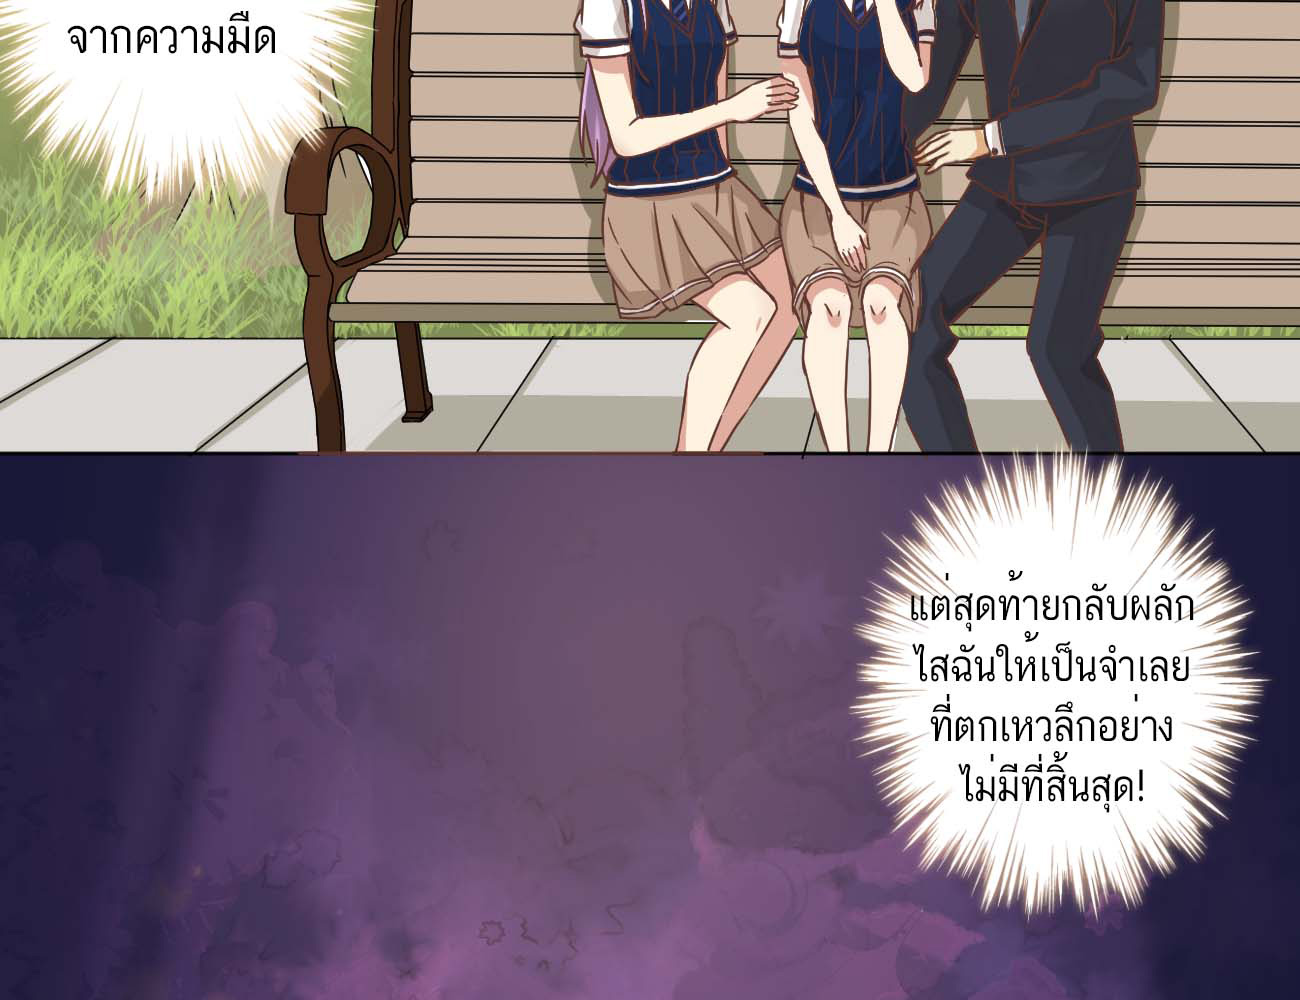 จากความมืด
แต่สุดท้ายกลับผลัก
ไสฉันให้เป็นจำเลย
ที่ตกเหวลึกอย่าง
ไม่มีที่สิ้นสุด!